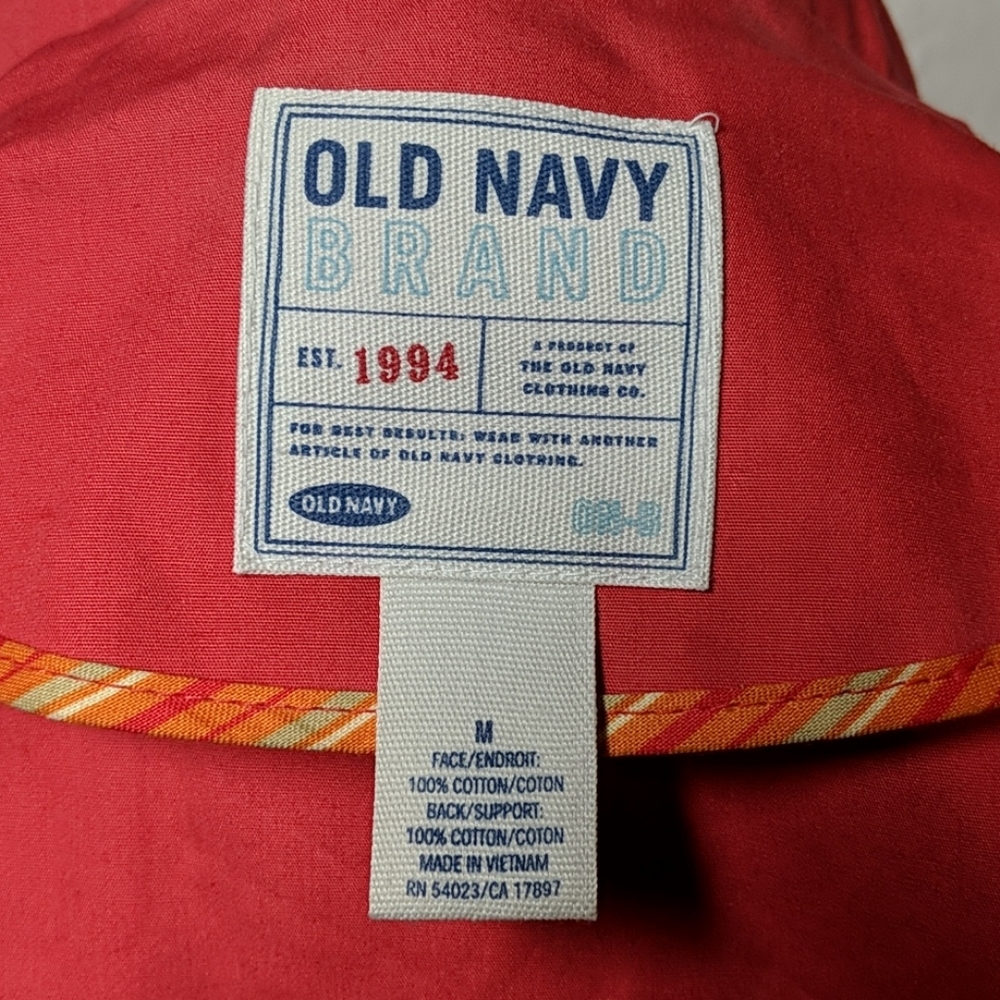 OLD NAVY
BRAND
EST. 1994
A PRODUCT OF
THE OLD NAVY
CLOTHING CO.
FOR BEST RESULTS: WEAR WITH ANOTHER
ARTICLE OF OLD NAVY CLOTHING.
OLD NAVY
M
FACE/ENDROIT:
100% COTTON/COTON
BACK/SUPPORT:
100% COTTON/COTON
MADE IN VIETNAM
RN 54023/CA 17897